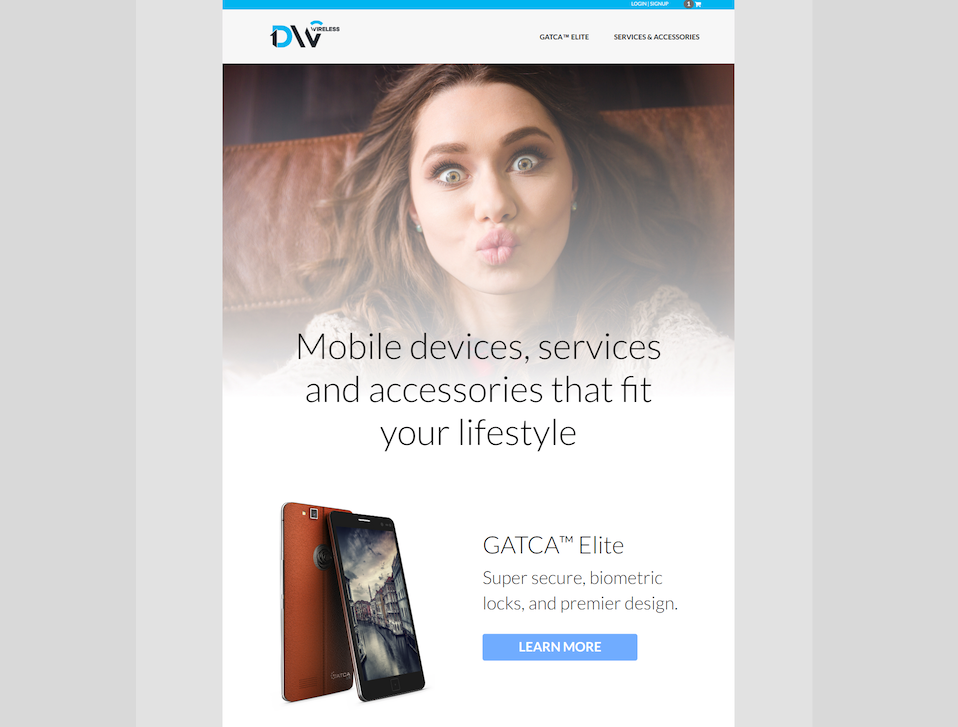 LOGIN | SIGNUP
1
DW WIRELESS
GATCA™ ELITE
SERVICES & ACCESSORIES
Mobile devices, services
and accessories that fit
your lifestyle
GATCA
GATCA™ Elite
Super secure, biometric
locks, and premier design.
LEARN MORE